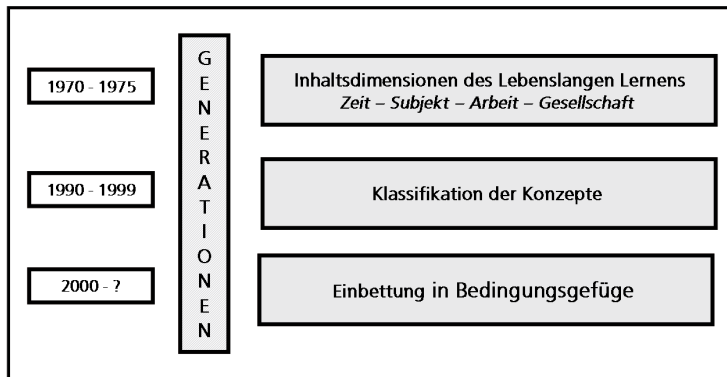 1970 - 1975
1990 - 1999
2000 - ?
GENERATIONEN
Inhaltsdimensionen des Lebenslangen Lernens
Zeit – Subjekt – Arbeit – Gesellschaft
Klassifikation der Konzepte
Einbettung in Bedingungsgefüge